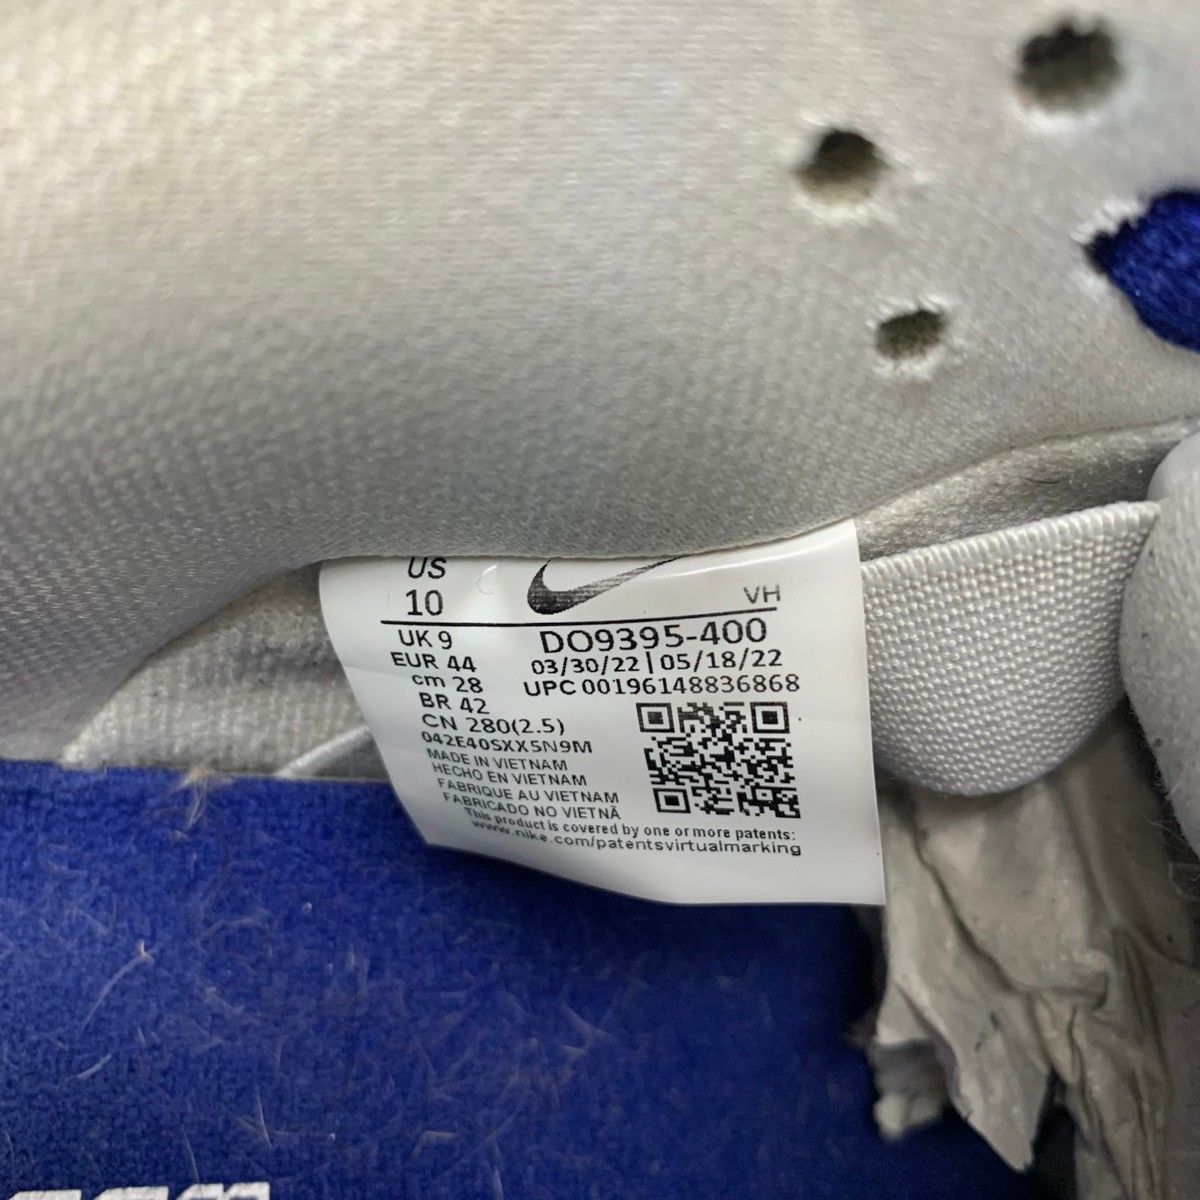 US
10
VH
UK 9
DO9395-400
EUR 44
03/30/22 | 05/18/22
cm 28
UPC 00196148836868
BR 42
CN 280(2.5)
042E40SXX5N9M
MADE IN VIETNAM
HECHO EN VIETNAM
FABRIQUE AU VIETNAM
FABRICADO NO VIETNÃ
This product is covered by one or more patents:
www.nike.com/patentsvirtualmarking